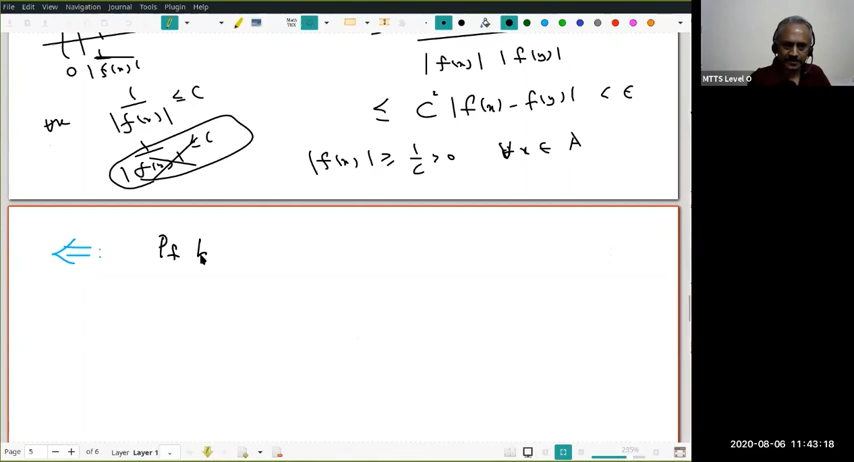 File Edit View Navigation Journal Tools Plugin Help
0 |f(x)|
|f(x)| |f(y)|
1/|f(x)| ≤ C
≤ C² |f(x) - f(y)| < ε
|f(x)| ≥ 1/C > 0 ∀ x ∈ A
⇐ : Pf
MTTS Level O
Page 5 of 6 Layer Layer 1 235%
2020-08-06 11:43:18